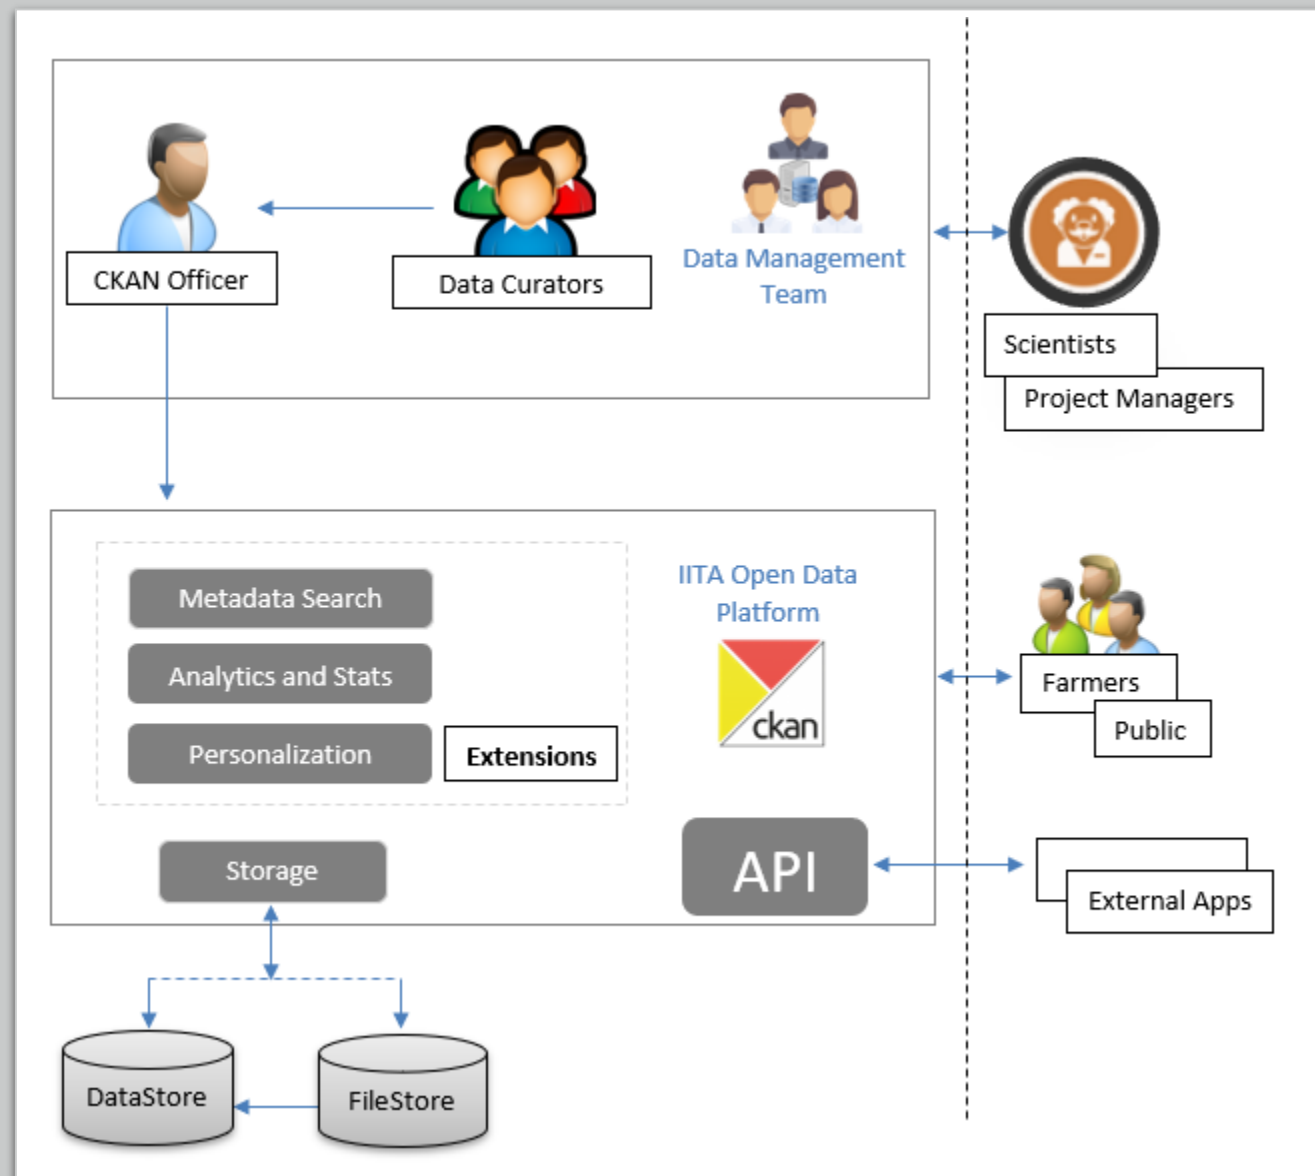 CKAN Officer
Data Curators
Data Management
Team
Scientists
Project Managers
Metadata Search
Analytics and Stats
Personalization
Extensions
IITA Open Data
Platform
ckan
Farmers
Public
Storage
API
External Apps
DataStore
FileStore